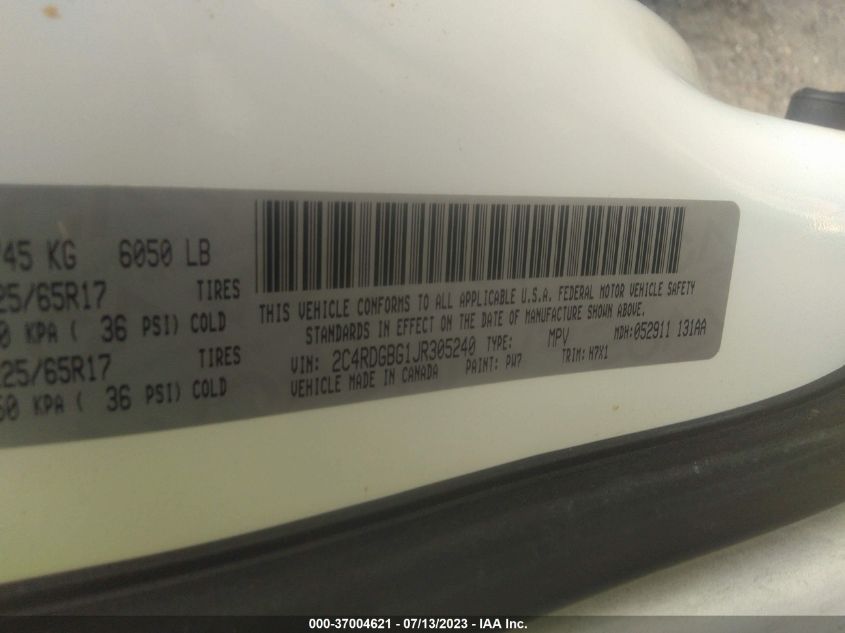 45 KG 6050 LB
25/65R17 TIRES
0 KPA ( 36 PSI) COLD
25/65R17 TIRES
50 KPA ( 36 PSI) COLD
THIS VEHICLE CONFORMS TO ALL APPLICABLE U.S.A. FEDERAL MOTOR VEHICLE SAFETY
STANDARDS IN EFFECT ON THE DATE OF MANUFACTURE SHOWN ABOVE.
VIN: 2C4RDGBG1JR305240 TYPE: MPV MDH: 052911 131AA
VEHICLE MADE IN CANADA PAINT: PW7 TRIM: H7X1
000-37004621 / 07/13/2023 - IAA Inc.